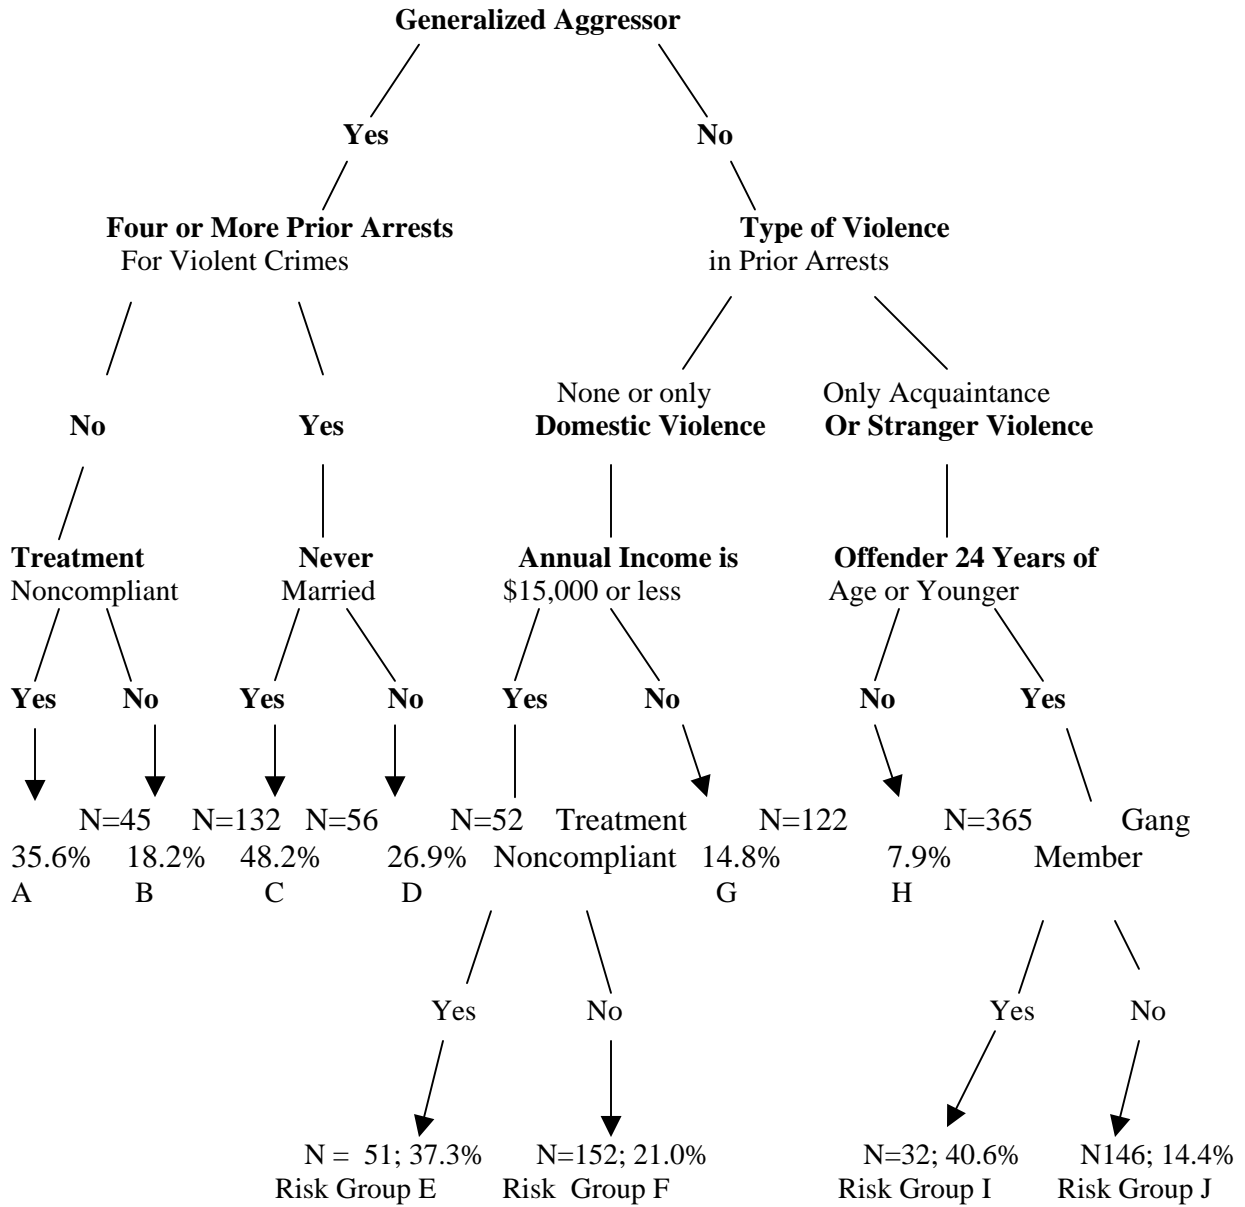 Generalized Aggressor
Yes No
Four or More Prior Arrests Type of Violence
For Violent Crimes in Prior Arrests
None or only Only Acquaintance
No Yes Domestic Violence Or Stranger Violence
Treatment Never Annual Income is Offender 24 Years of
Noncompliant Married $15,000 or less Age or Younger
Yes No Yes No Yes No No Yes
N=45 N=132 N=56 N=52 Treatment N=122 N=365 Gang
35.6% 18.2% 48.2% 26.9% Noncompliant 14.8% 7.9% Member
A B C D G H
Yes No Yes No
N = 51; 37.3% N=152; 21.0% N=32; 40.6% N146; 14.4%
Risk Group E Risk Group F Risk Group I Risk Group J